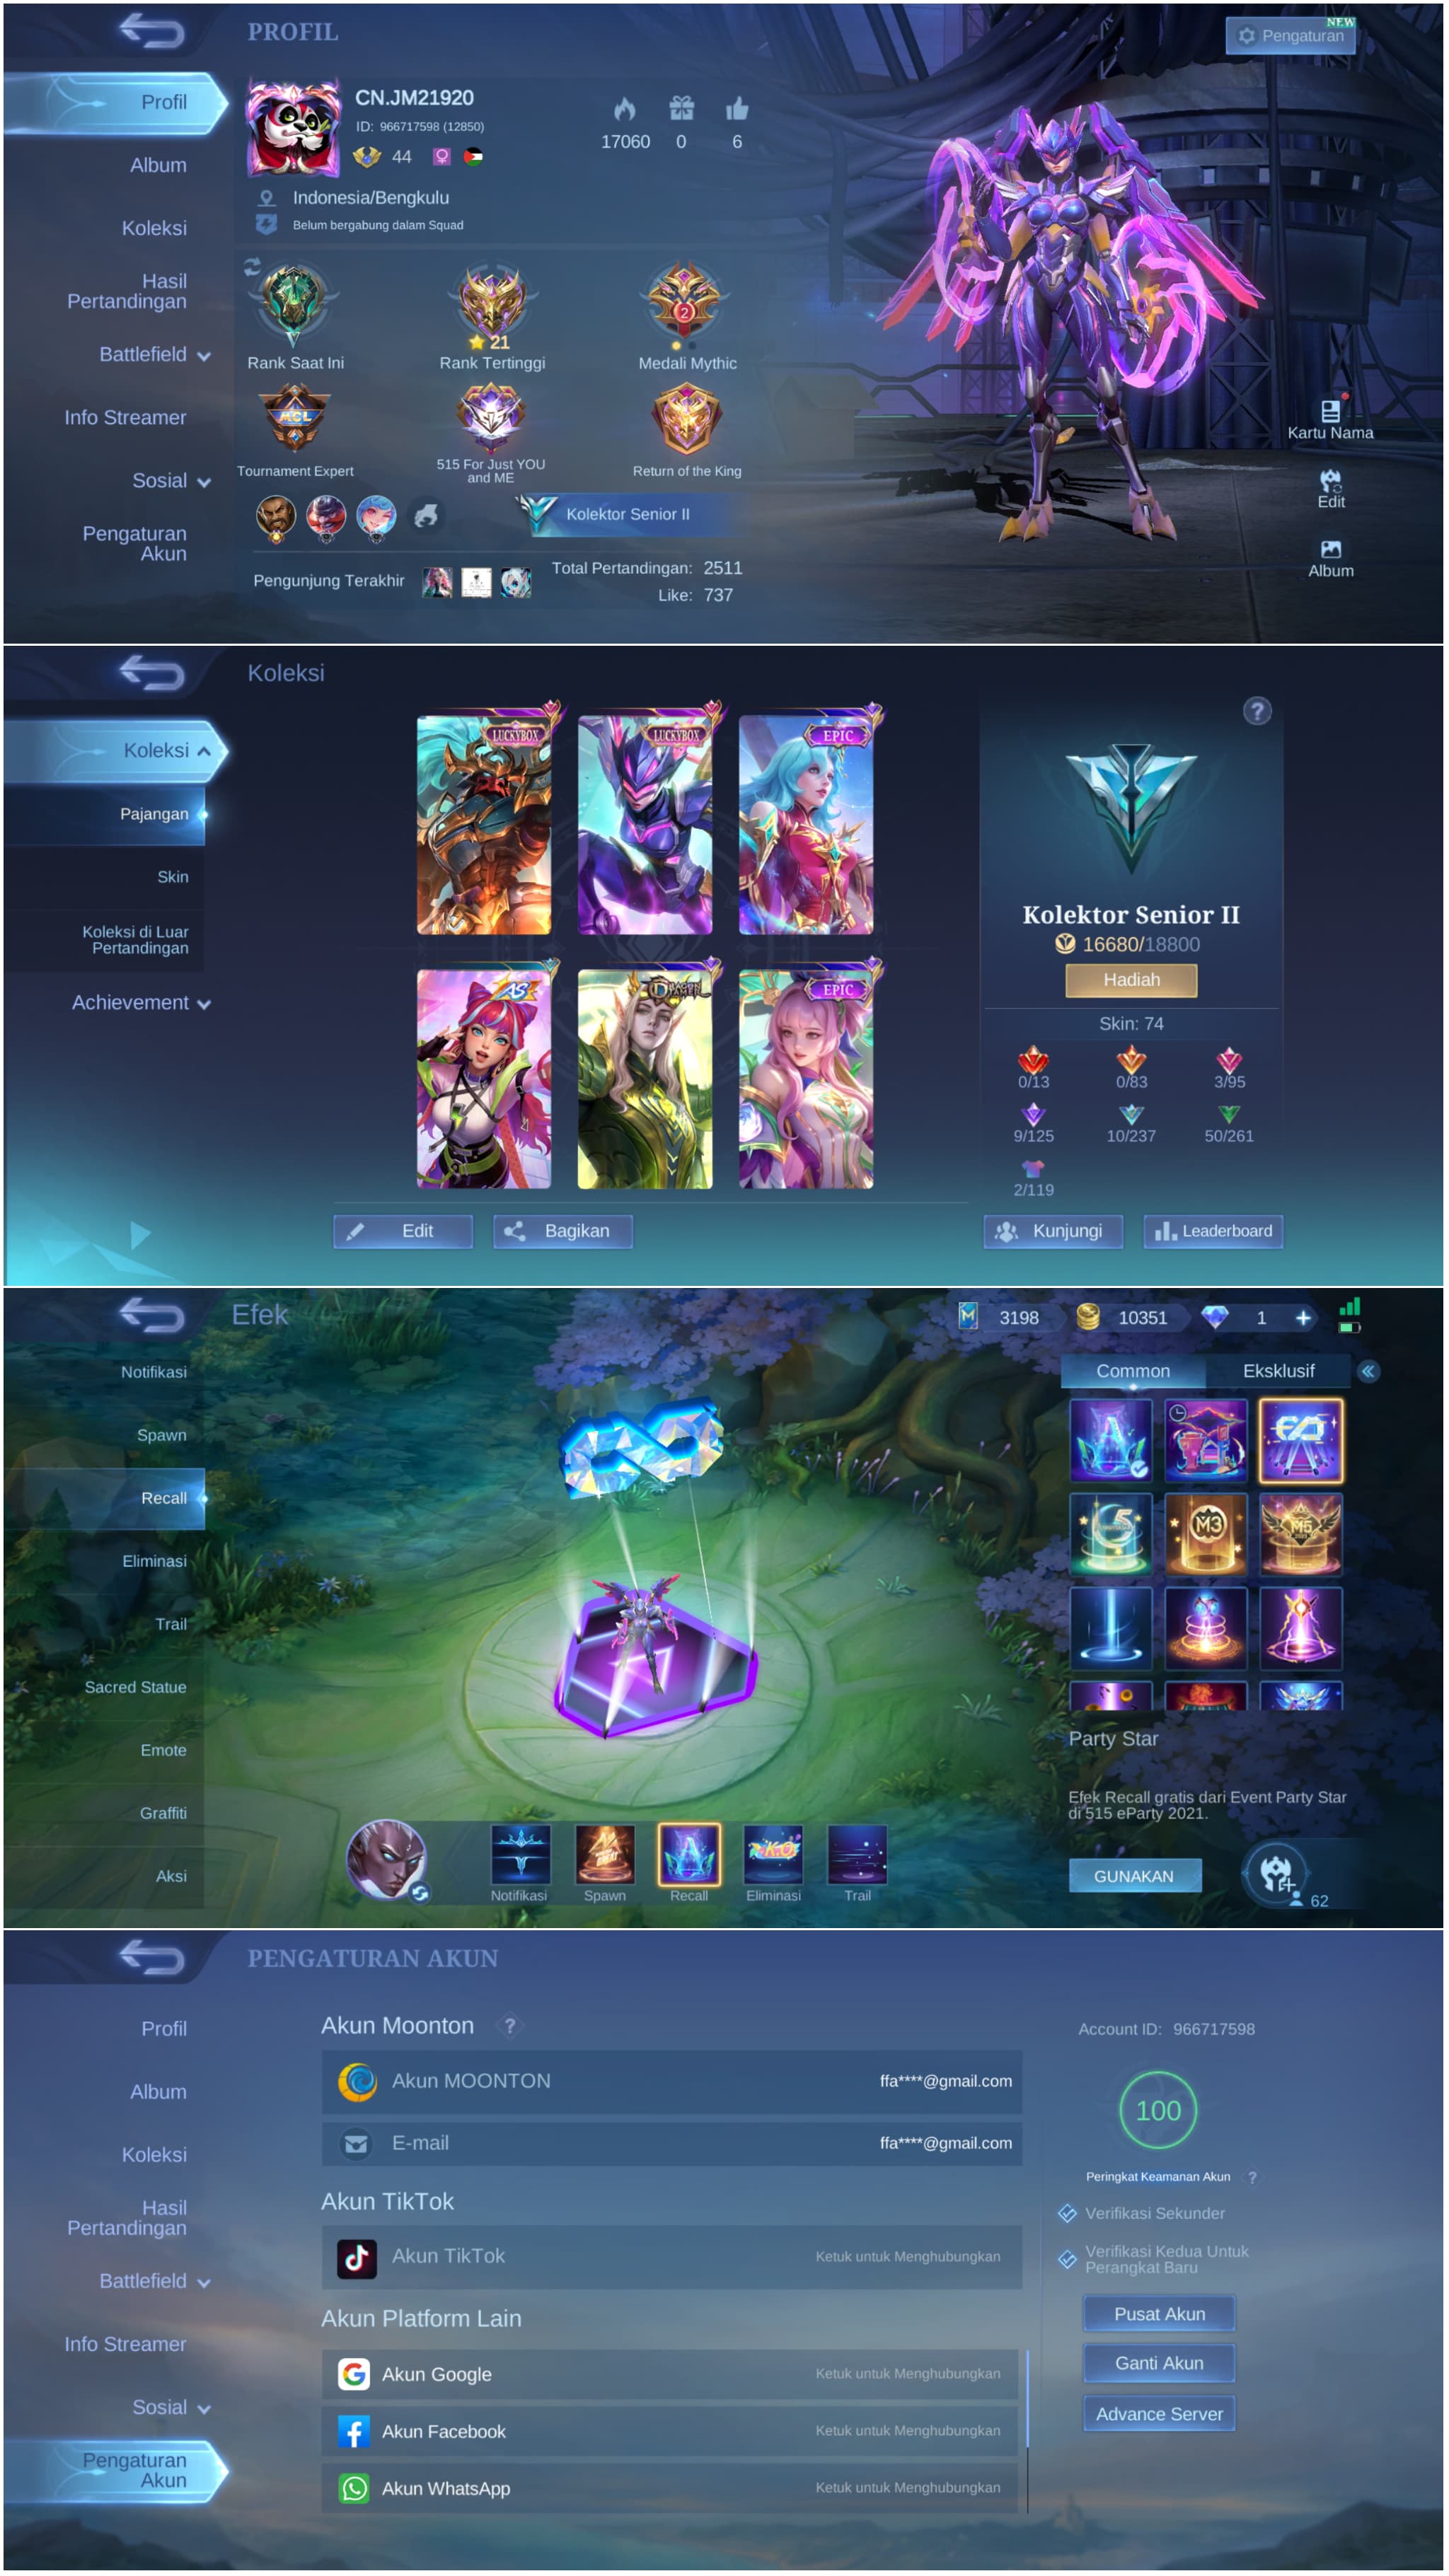 PROFIL
NEW
Pengaturan
Profil
Album
Koleksi
Hasil
Pertandingan
Battlefield
Info Streamer
Sosial
Pengaturan
Akun
CN.JM21920
ID: 966717598 (12850)
44
17060
0
6
Indonesia/Bengkulu
Belum bergabung dalam Squad
Rank Saat Ini
21
Rank Tertinggi
2
Medali Mythic
ACL
Tournament Expert
515 For Just YOU
and ME
Return of the King
Kolektor Senior II
Pengunjung Terakhir
Total Pertandingan: 2511
Like: 737
Kartu Nama
Edit
Album
Koleksi
Koleksi
Pajangan
Skin
Koleksi di Luar
Pertandingan
Achievement
LUCKYBOX
LUCKYBOX
EPIC
EPIC
Kolektor Senior II
16680/18800
Hadiah
Skin: 74
0/13
0/83
3/95
9/125
10/237
50/261
2/119
Edit
Bagikan
Kunjungi
Leaderboard
Efek
3198
10351
1
Notifikasi
Spawn
Recall
Eliminasi
Trail
Sacred Statue
Emote
Graffiti
Aksi
Common
Eksklusif
5
M3
M5
Party Star
Efek Recall gratis dari Event Party Star
di 515 eParty 2021.
GUNAKAN
62
Notifikasi
Spawn
Recall
Eliminasi
Trail
PENGATURAN AKUN
Profil
Album
Koleksi
Hasil
Pertandingan
Battlefield
Info Streamer
Sosial
Pengaturan
Akun
Akun Moonton
?
Akun MOONTON
ffa****@gmail.com
E-mail
ffa****@gmail.com
Akun TikTok
Akun TikTok
Ketuk untuk Menghubungkan
Akun Platform Lain
Akun Google
Ketuk untuk Menghubungkan
Akun Facebook
Ketuk untuk Menghubungkan
Akun WhatsApp
Ketuk untuk Menghubungkan
Account ID: 966717598
100
Peringkat Keamanan Akun ?
Verifikasi Sekunder
Verifikasi Kedua Untuk
Perangkat Baru
Pusat Akun
Ganti Akun
Advance Server